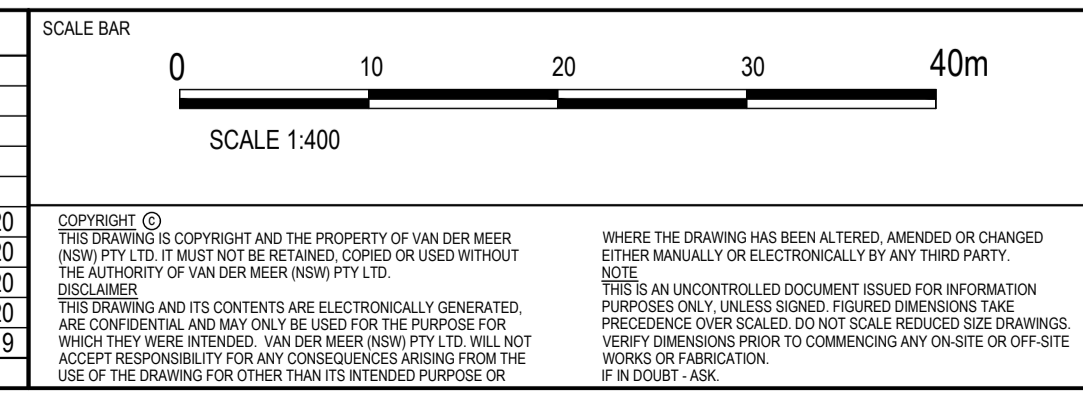 SCALE BAR
0 10 20 30 40m
SCALE 1:400
20
20
20
20
9
COPYRIGHT ©
THIS DRAWING IS COPYRIGHT AND THE PROPERTY OF VAN DER MEER
(NSW) PTY LTD. IT MUST NOT BE RETAINED, COPIED OR USED WITHOUT
THE AUTHORITY OF VAN DER MEER (NSW) PTY LTD.
DISCLAIMER
THIS DRAWING AND ITS CONTENTS ARE ELECTRONICALLY GENERATED,
ARE CONFIDENTIAL AND MAY ONLY BE USED FOR THE PURPOSE FOR
WHICH THEY WERE INTENDED. VAN DER MEER (NSW) PTY LTD. WILL NOT
ACCEPT RESPONSIBILITY FOR ANY CONSEQUENCES ARISING FROM THE
USE OF THE DRAWING FOR OTHER THAN ITS INTENDED PURPOSE OR
WHERE THE DRAWING HAS BEEN ALTERED, AMENDED OR CHANGED
EITHER MANUALLY OR ELECTRONICALLY BY ANY THIRD PARTY.
NOTE
THIS IS AN UNCONTROLLED DOCUMENT ISSUED FOR INFORMATION
PURPOSES ONLY, UNLESS SIGNED. FIGURED DIMENSIONS TAKE
PRECEDENCE OVER SCALED. DO NOT SCALE REDUCED SIZE DRAWINGS.
VERIFY DIMENSIONS PRIOR TO COMMENCING ANY ON-SITE OR OFF-SITE
WORKS OR FABRICATION.
IF IN DOUBT - ASK.